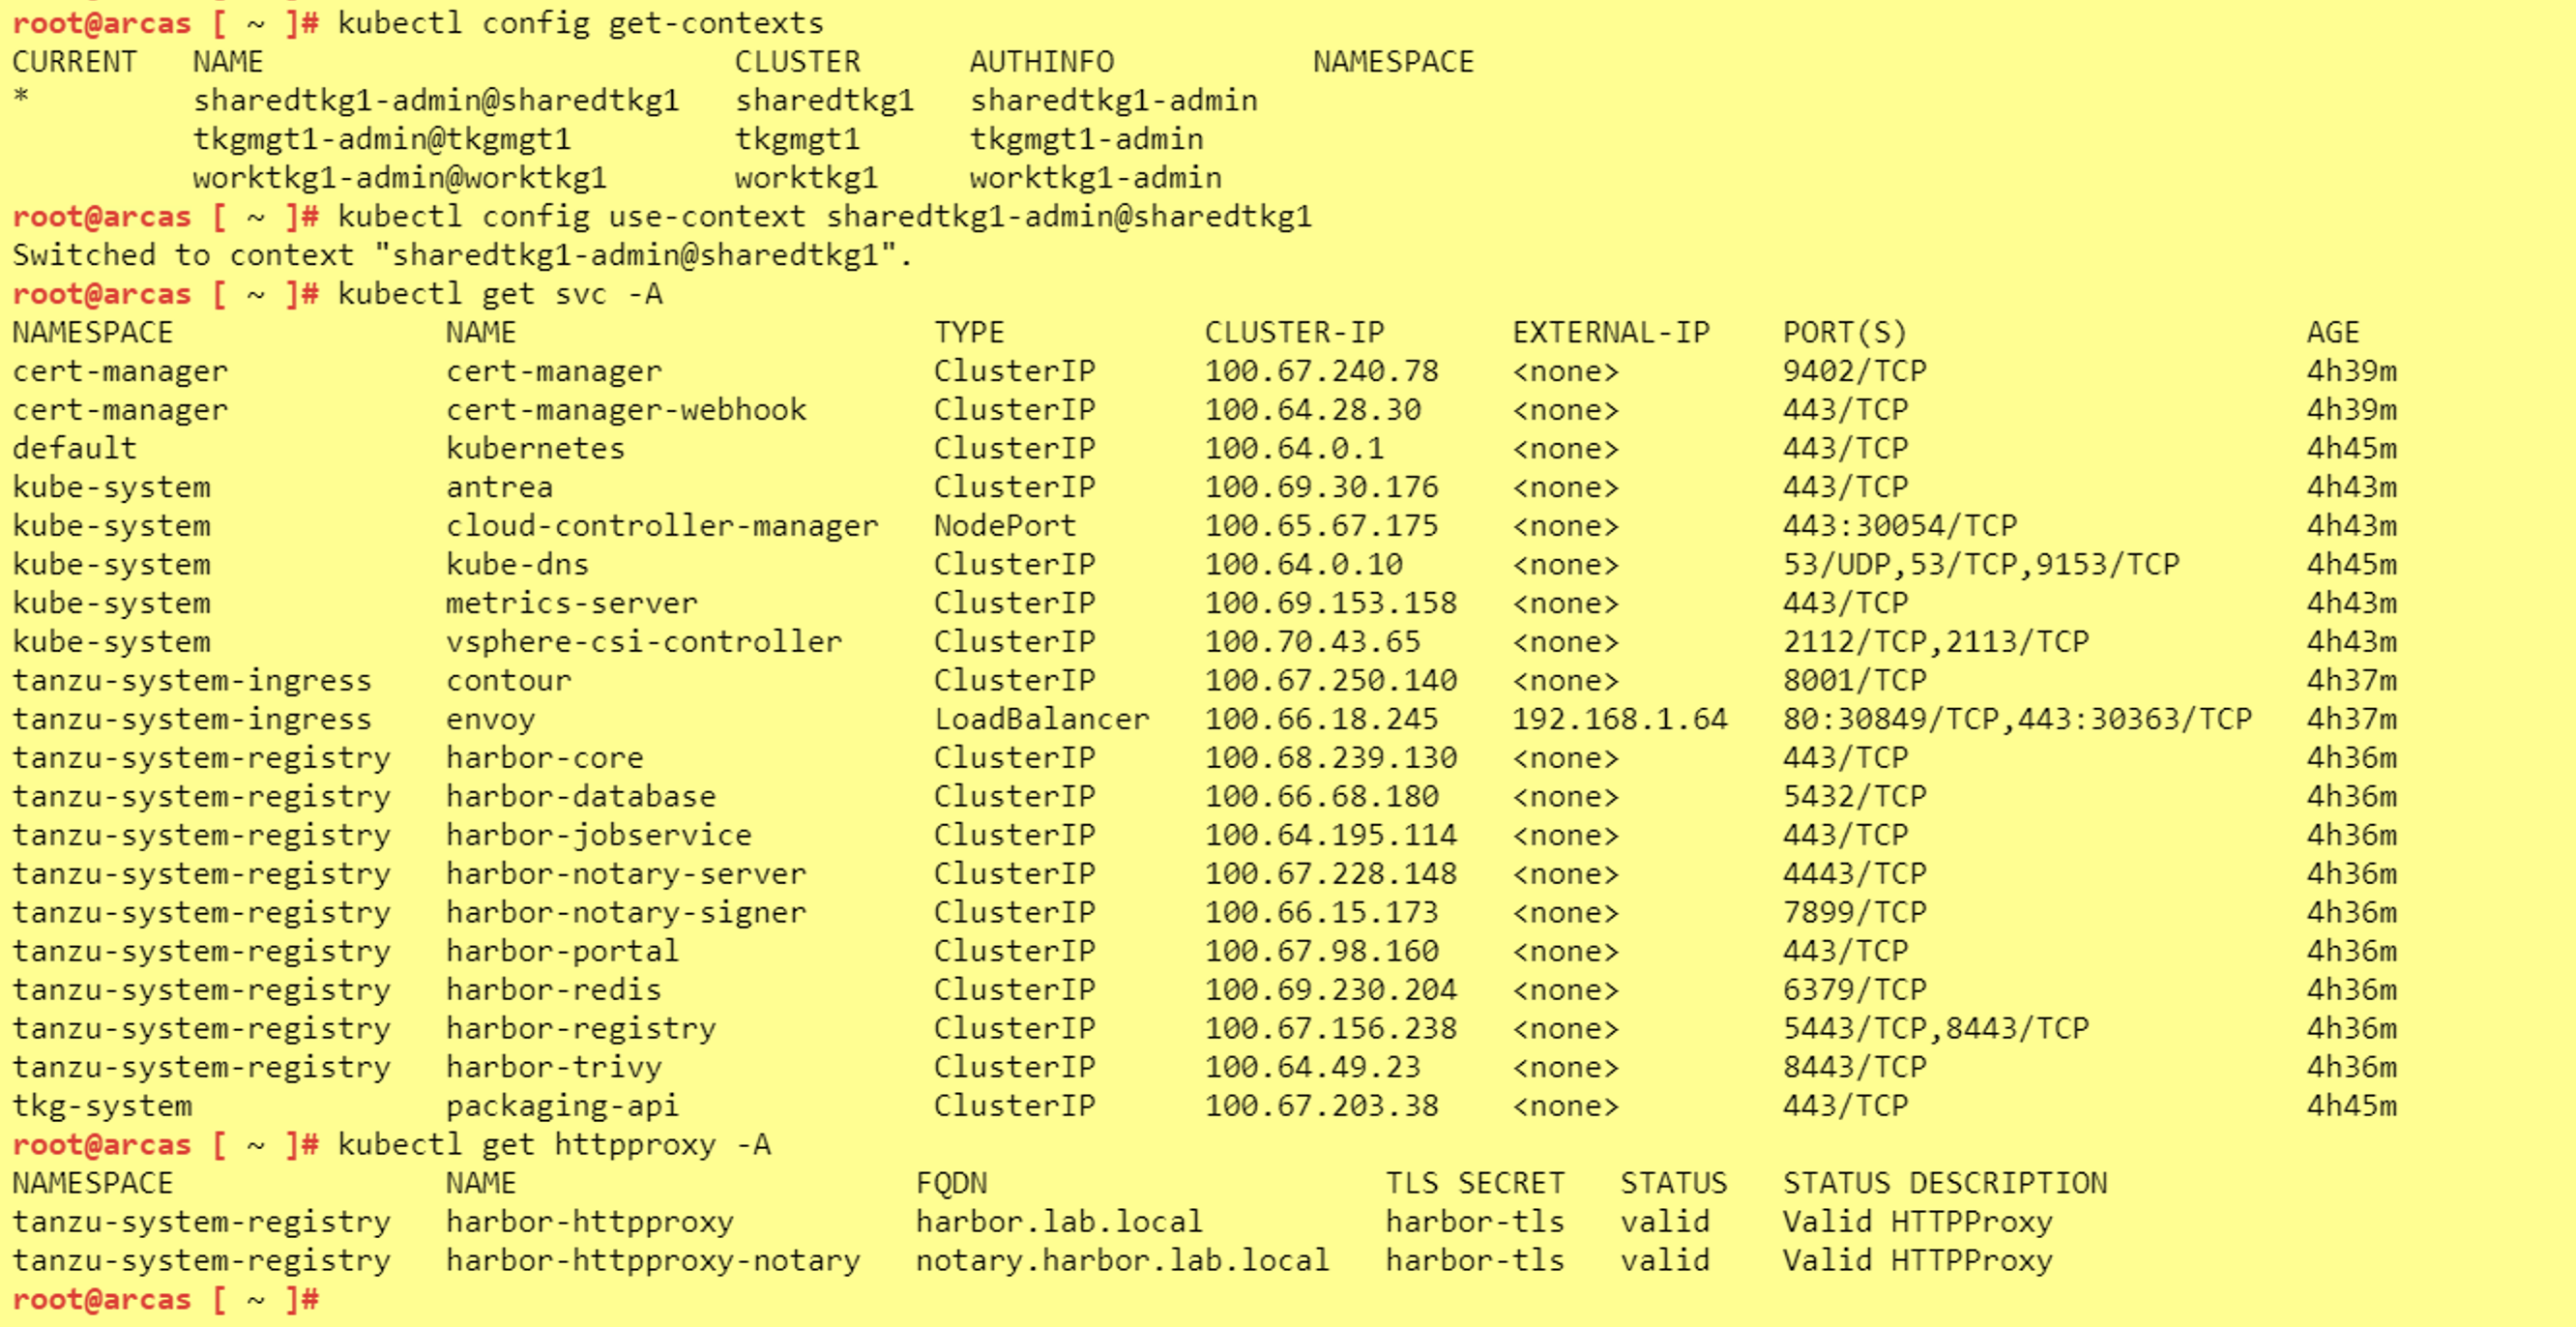 root@arcas [ ~ ]# kubectl config get-contexts
CURRENT   NAME                          CLUSTER      AUTHINFO           NAMESPACE
*         sharedtkg1-admin@sharedtkg1   sharedtkg1   sharedtkg1-admin
          tkgmgt1-admin@tkgmgt1         tkgmgt1      tkgmgt1-admin
          worktkg1-admin@worktkg1       worktkg1     worktkg1-admin
root@arcas [ ~ ]# kubectl config use-context sharedtkg1-admin@sharedtkg1
Switched to context "sharedtkg1-admin@sharedtkg1".
root@arcas [ ~ ]# kubectl get svc -A
NAMESPACE               NAME                       TYPE           CLUSTER-IP       EXTERNAL-IP    PORT(S)                      AGE
cert-manager            cert-manager               ClusterIP      100.67.240.78    <none>         9402/TCP                     4h39m
cert-manager            cert-manager-webhook       ClusterIP      100.64.28.30     <none>         443/TCP                      4h39m
default                 kubernetes                 ClusterIP      100.64.0.1       <none>         443/TCP                      4h45m
kube-system             antrea                     ClusterIP      100.69.30.176    <none>         443/TCP                      4h43m
kube-system             cloud-controller-manager   NodePort       100.65.67.175    <none>         443:30054/TCP                4h43m
kube-system             kube-dns                   ClusterIP      100.64.0.10      <none>         53/UDP,53/TCP,9153/TCP       4h45m
kube-system             metrics-server             ClusterIP      100.69.153.158   <none>         443/TCP                      4h43m
kube-system             vsphere-csi-controller     ClusterIP      100.70.43.65     <none>         2112/TCP,2113/TCP            4h43m
tanzu-system-ingress    contour                    ClusterIP      100.67.250.140   <none>         8001/TCP                     4h37m
tanzu-system-ingress    envoy                      LoadBalancer   100.66.18.245    192.168.1.64   80:30849/TCP,443:30363/TCP   4h37m
tanzu-system-registry   harbor-core                ClusterIP      100.68.239.130   <none>         443/TCP                      4h36m
tanzu-system-registry   harbor-database            ClusterIP      100.66.68.180    <none>         5432/TCP                     4h36m
tanzu-system-registry   harbor-jobservice          ClusterIP      100.64.195.114   <none>         443/TCP                      4h36m
tanzu-system-registry   harbor-notary-server       ClusterIP      100.67.228.148   <none>         4443/TCP                     4h36m
tanzu-system-registry   harbor-notary-signer       ClusterIP      100.66.15.173    <none>         7899/TCP                     4h36m
tanzu-system-registry   harbor-portal              ClusterIP      100.67.98.160    <none>         443/TCP                      4h36m
tanzu-system-registry   harbor-redis               ClusterIP      100.69.230.204   <none>         6379/TCP                     4h36m
tanzu-system-registry   harbor-registry            ClusterIP      100.67.156.238   <none>         5443/TCP,8443/TCP            4h36m
tanzu-system-registry   harbor-trivy               ClusterIP      100.64.49.23     <none>         8443/TCP                     4h36m
tkg-system              packaging-api              ClusterIP      100.67.203.38    <none>         443/TCP                      4h45m
root@arcas [ ~ ]# kubectl get httpproxy -A
NAMESPACE               NAME                      FQDN                      TLS SECRET   STATUS   STATUS DESCRIPTION
tanzu-system-registry   harbor-httpproxy          harbor.lab.local          harbor-tls   valid    Valid HTTPProxy
tanzu-system-registry   harbor-httpproxy-notary   notary.harbor.lab.local   harbor-tls   valid    Valid HTTPProxy
root@arcas [ ~ ]#